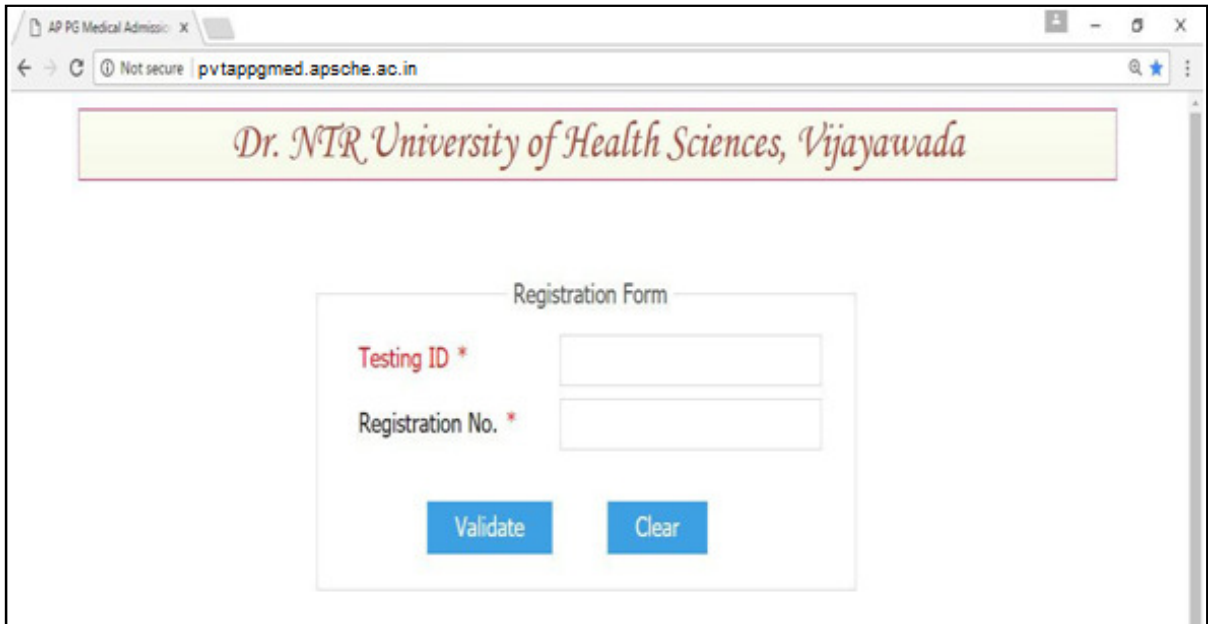 AP PG Medical Admissio
Not secure pvtappgmed.apsche.ac.in
Dr. NTR University of Health Sciences, Vijayawada
Registration Form
Testing ID *
Registration No. *
Validate Clear